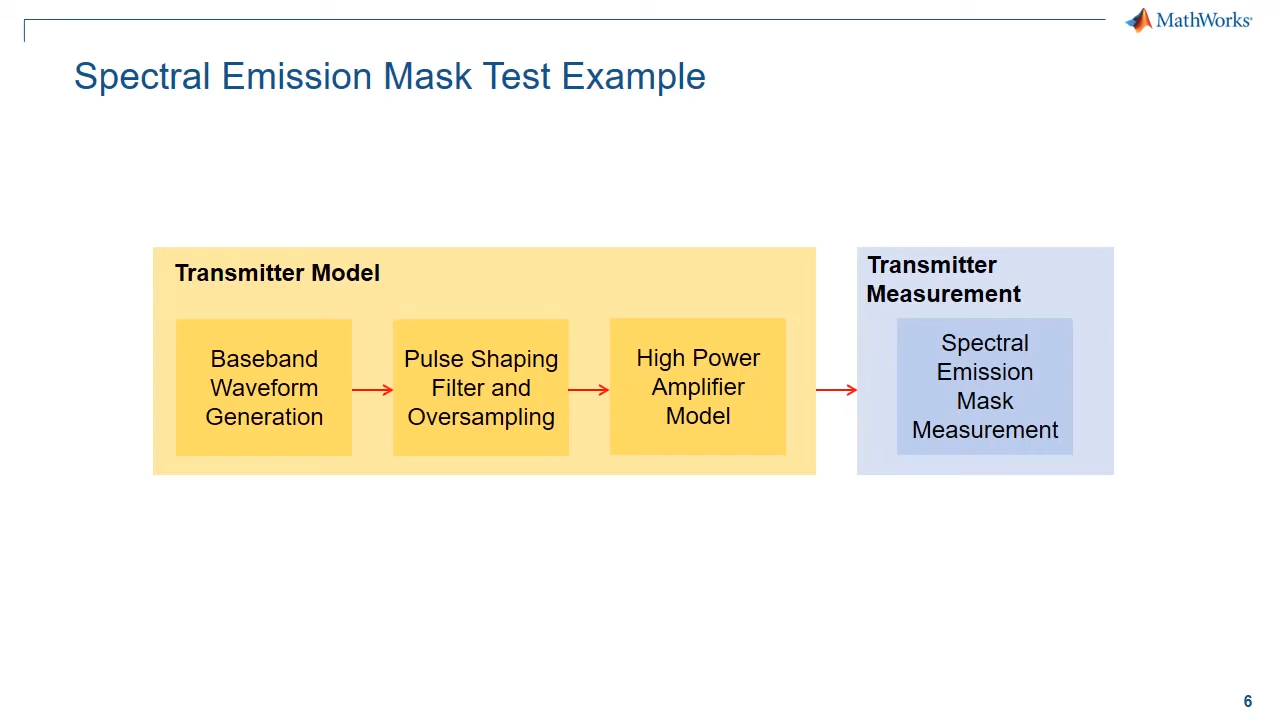 MathWorks
Spectral Emission Mask Test Example
Transmitter Model
Baseband
Waveform
Generation
Pulse Shaping
Filter and
Oversampling
High Power
Amplifier
Model
Transmitter
Measurement
Spectral
Emission
Mask
Measurement
6